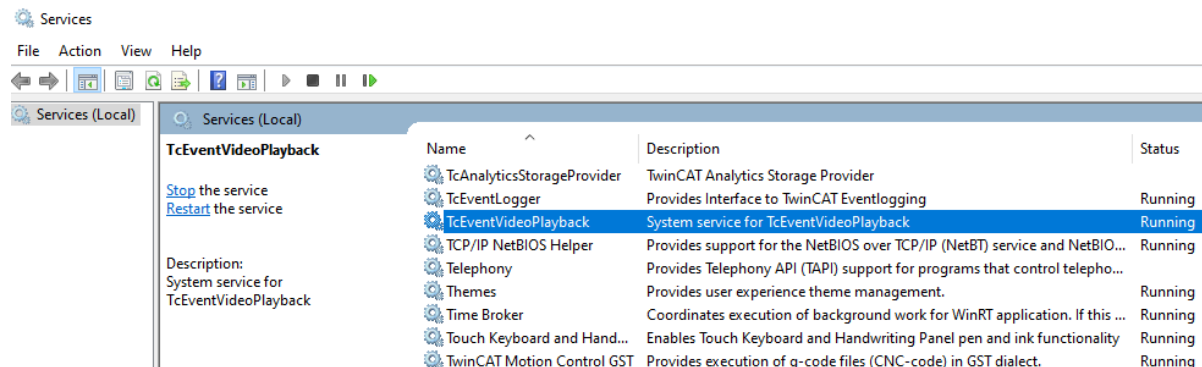 Services
File Action View Help
Services (Local)
Services (Local)
TcEventVideoPlayback
Stop the service
Restart the service
Description:
System service for
TcEventVideoPlayback
Name Description Status
TcAnalyticsStorageProvider TwinCAT Analytics Storage Provider
TcEventLogger Provides Interface to TwinCAT Eventlogging Running
TcEventVideoPlayback System service for TcEventVideoPlayback Running
TCP/IP NetBIOS Helper Provides support for the NetBIOS over TCP/IP (NetBT) service and NetBIO... Running
Telephony Provides Telephony API (TAPI) support for programs that control telepho...
Themes Provides user experience theme management. Running
Time Broker Coordinates execution of background work for WinRT application. If this ... Running
Touch Keyboard and Hand... Enables Touch Keyboard and Handwriting Panel pen and ink functionality Running
TwinCAT Motion Control GST Provides execution of g-code files (CNC-code) in GST dialect. Running